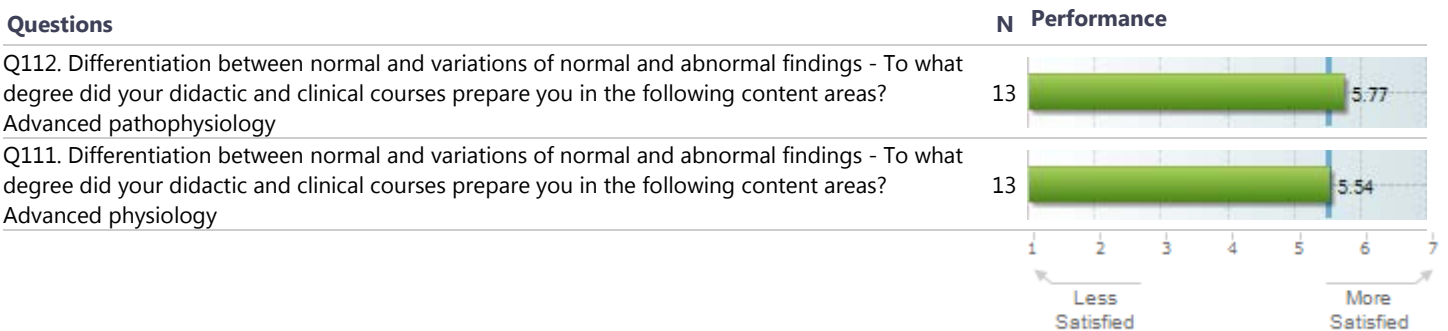 Questions N Performance
Q112. Differentiation between normal and variations of normal and abnormal findings - To what
degree did your didactic and clinical courses prepare you in the following content areas?
Advanced pathophysiology
13
5.77
Q111. Differentiation between normal and variations of normal and abnormal findings - To what
degree did your didactic and clinical courses prepare you in the following content areas?
Advanced physiology
13
5.54
1 2 3 4 5 6 7
Less
Satisfied
More
Satisfied